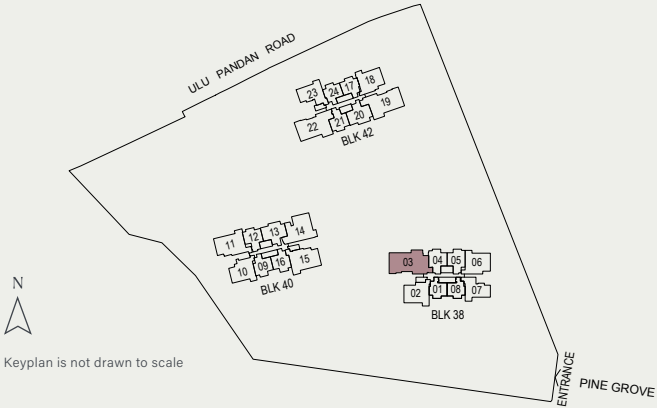 ULU PANDAN ROAD
23 24 17 18
22 21 20 19
BLK 42
11 12 13 14
10 09 16 15
BLK 40
03 04 05 06
02 01 08 07
BLK 38
N
Keyplan is not drawn to scale
ENTRANCE
PINE GROVE